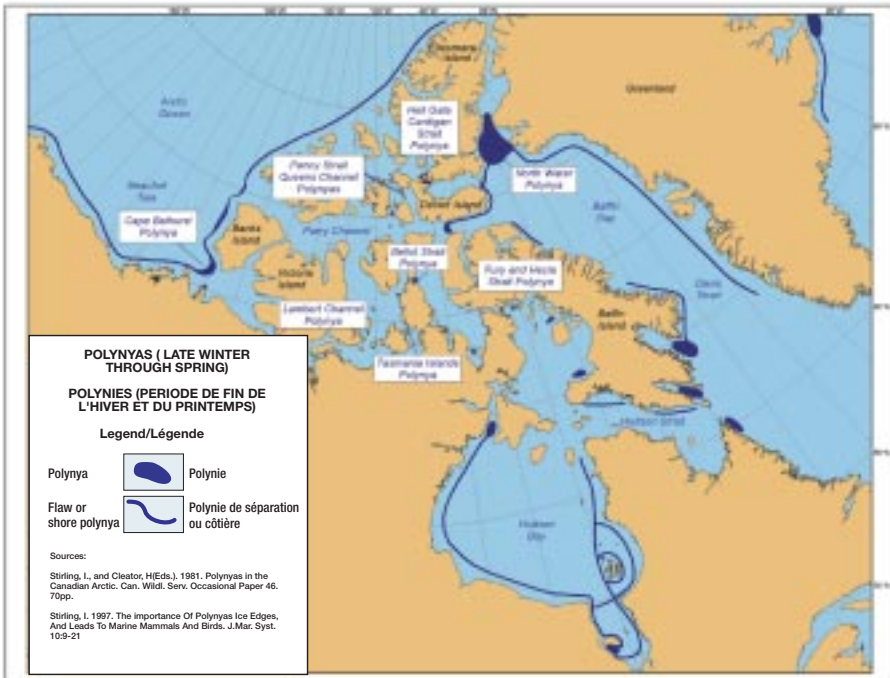 Ellesmere
Island
Greenland
Arctic
Ocean
Hell Gate
Cardigan
Strait
Polynya
Penny Strait
Queens Channel
Polynyas
North Water
Polynya
Beaufort
Sea
Devon Island
Baffin
Bay
Cape Bathurst
Polynya
Banks
Island
Parry Channel
Bellot Strait
Polynya
Victoria
Island
Fury and Hecla
Strait Polynya
Davis
Strait
Lambert Channel
Polynya
Baffin
Island
Tasmania Islands
Polynya
Hudson Strait
Hudson
Bay
POLYNYAS ( LATE WINTER
THROUGH SPRING)
POLYNIES (PERIODE DE FIN DE
L'HIVER ET DU PRINTEMPS)
Legend/Légende
Polynya
Polynie
Flaw or
shore polynya
Polynie de séparation
ou côtière
Sources:
Stirling, I., and Cleator, H(Eds.). 1981. Polynyas in the
Canadian Arctic. Can. Wildl. Serv. Occasional Paper 46.
70pp.
Stirling, I. 1997. The importance Of Polynyas Ice Edges,
And Leads To Marine Mammals And Birds. J.Mar. Syst.
10:9-21